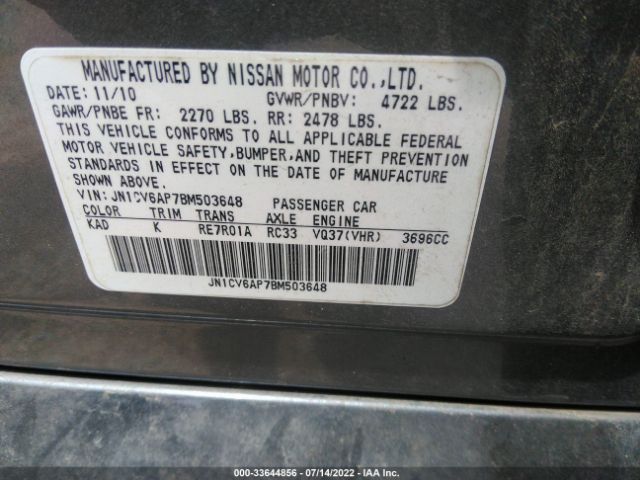 MANUFACTURED BY NISSAN MOTOR CO.,LTD.
DATE: 11/10 GVWR/PNBV: 4722 LBS.
GAWR/PNBE FR: 2270 LBS. RR: 2478 LBS.
THIS VEHICLE CONFORMS TO ALL APPLICABLE FEDERAL
MOTOR VEHICLE SAFETY,BUMPER,AND THEFT PREVENTION
STANDARDS IN EFFECT ON THE DATE OF MANUFACTURE
SHOWN ABOVE.
VIN:JN1CV6AP7BM503648 PASSENGER CAR
COLOR TRIM TRANS AXLE ENGINE
KAD K RE7R01A RC33 VQ37(VHR) 3696CC
JN1CV6AP7BM503648
000-33644856 - 07/14/2022 - IAA Inc.